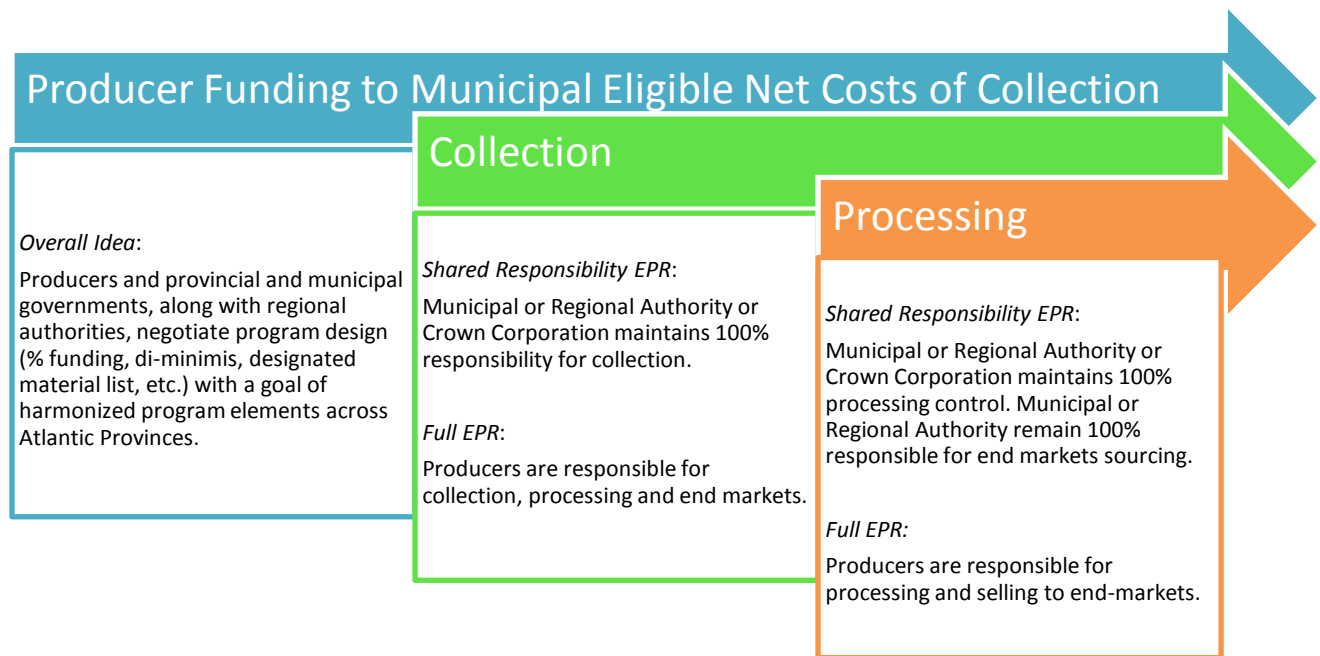 Producer Funding to Municipal Eligible Net Costs of Collection
Overall Idea:
Producers and provincial and municipal
governments, along with regional
authorities, negotiate program design
(% funding, di-minimis, designated
material list, etc.) with a goal of
harmonized program elements across
Atlantic Provinces.
Collection
Shared Responsibility EPR:
Municipal or Regional Authority or
Crown Corporation maintains 100%
responsibility for collection.
Full EPR:
Producers are responsible for
collection, processing and end markets.
Processing
Shared Responsibility EPR:
Municipal or Regional Authority or
Crown Corporation maintains 100%
processing control. Municipal or
Regional Authority remain 100%
responsible for end markets sourcing.
Full EPR:
Producers are responsible for
processing and selling to end-markets.